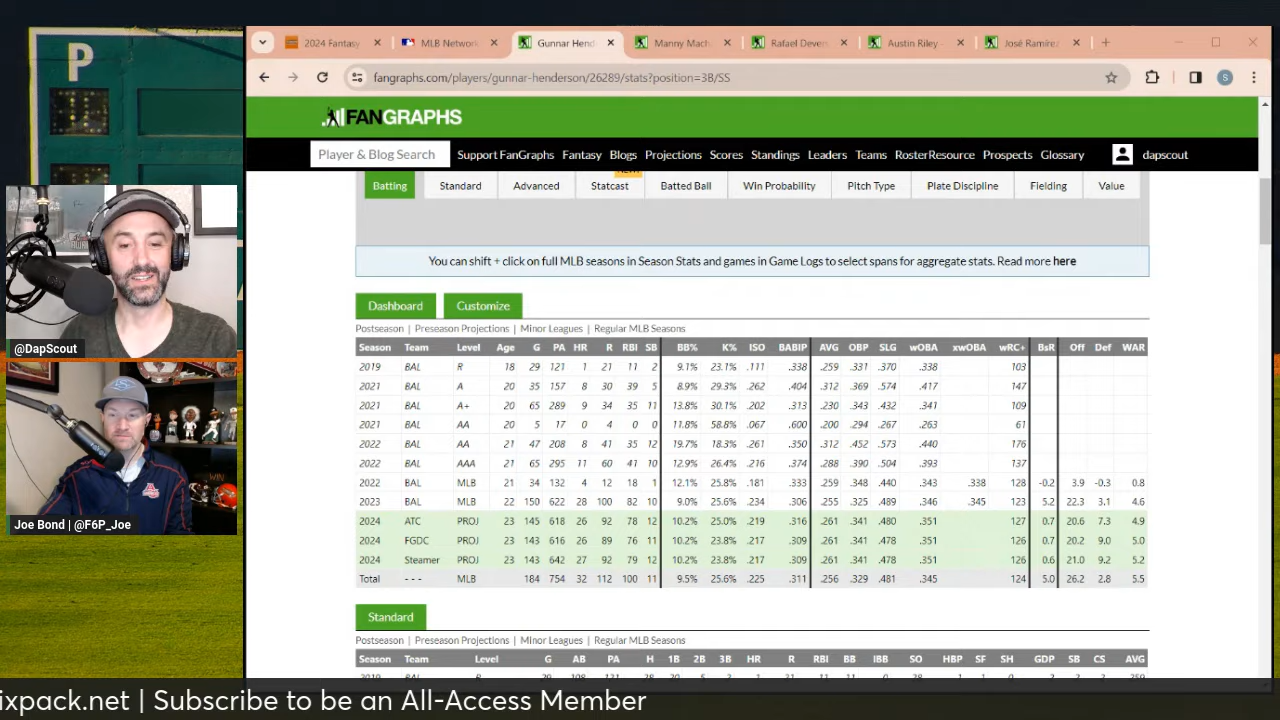 P
2024 Fantasy
MLB Network
Gunnar Hend
Manny Mach
Rafael Devers
Austin Riley
José Ramírez
fangraphs.com/players/gunnar-henderson/26289/stats?position=3B/SS
S
FANGRAPHS
Player & Blog Search
Support FanGraphs Fantasy Blogs Projections Scores Standings Leaders Teams RosterResource Prospects Glossary dapscout
Batting Standard Advanced Statcast Batted Ball Win Probability Pitch Type Plate Discipline Fielding Value
You can shift + click on full MLB seasons in Season Stats and games in Game Logs to select spans for aggregate stats. Read more here
Dashboard Customize
Postseason | Preseason Projections | Minor Leagues | Regular MLB Seasons
Season Team Level Age G PA HR R RBI SB BB% K% ISO BABIP AVG OBP SLG wOBA xwOBA wRC+ BsR Off Def WAR
2019 BAL R 18 29 121 1 21 11 2 9.1% 23.1% .111 .338 .259 .331 .370 .338 103
2021 BAL A 20 35 157 8 30 39 5 8.9% 29.3% .262 .404 .312 .369 .574 .417 147
2021 BAL A+ 20 65 289 9 34 35 11 13.8% 30.1% .202 .313 .230 .343 .432 .341 109
2021 BAL AA 20 5 17 0 4 0 0 11.8% 58.8% .067 .600 .200 .294 .267 .263 61
2022 BAL AA 21 47 208 8 41 35 12 19.7% 18.3% .261 .350 .312 .452 .573 .440 176
2022 BAL AAA 21 65 295 11 60 41 10 12.9% 26.4% .216 .374 .288 .390 .504 .393 137
2022 BAL MLB 21 34 132 4 12 18 1 12.1% 25.8% .181 .333 .259 .348 .440 .343 .338 128 -0.2 3.9 -0.3 0.8
2023 BAL MLB 22 150 622 28 100 82 10 9.0% 25.6% .234 .306 .255 .325 .489 .346 .345 123 5.2 22.3 3.1 4.6
2024 ATC PROJ 23 145 618 26 92 78 12 10.2% 25.0% .219 .316 .261 .341 .480 .351 127 0.7 20.6 7.3 4.9
2024 FGDC PROJ 23 143 616 26 89 76 11 10.2% 23.8% .217 .309 .261 .341 .478 .351 126 0.7 20.2 9.0 5.0
2024 Steamer PROJ 23 143 642 27 92 79 12 10.2% 23.8% .217 .309 .261 .341 .478 .351 126 0.6 21.0 9.2 5.2
Total - - - MLB 184 754 32 112 100 11 9.5% 25.6% .225 .311 .256 .329 .481 .345 124 5.0 26.2 2.8 5.5
Standard
Postseason | Preseason Projections | Minor Leagues | Regular MLB Seasons
Season Team Level G AB PA H 1B 2B 3B HR R RBI BB IBB SO HBP SF SH GDP SB CS AVG
@DapScout
Joe Bond | @F6P_Joe
ixpack.net | Subscribe to be an All-Access Member